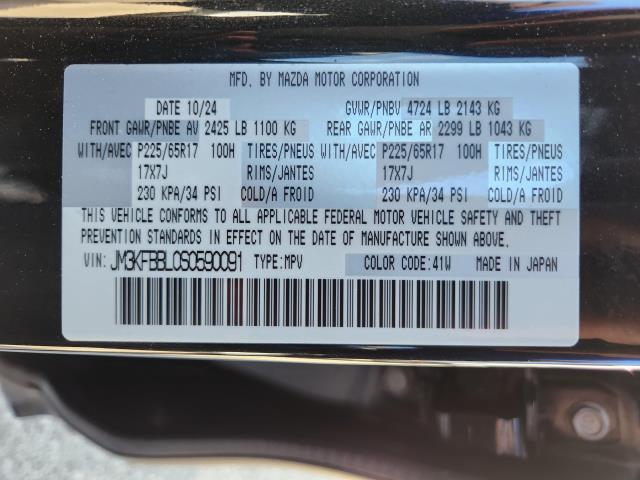 MFD. BY MAZDA MOTOR CORPORATION
DATE 10/24 GVWR/PNBV 4724 LB 2143 KG
FRONT GAWR/PNBE AV 2425 LB 1100 KG REAR GAWR/PNBE AR 2299 LB 1043 KG
WITH/AVEC P225/65R17 100H TIRES/PNEUS WITH/AVEC P225/65R17 100H TIRES/PNEUS
17X7J RIMS/JANTES 17X7J RIMS/JANTES
230 KPA/34 PSI COLD/A FROID 230 KPA/34 PSI COLD/A FROID
THIS VEHICLE CONFORMS TO ALL APPLICABLE FEDERAL MOTOR VEHICLE SAFETY AND THEFT
PREVENTION STANDARDS IN EFFECT ON THE DATE OF MANUFACTURE SHOWN ABOVE.
VIN: JM3KFBBL0S0590091 TYPE:MPV COLOR CODE:41W MADE IN JAPAN